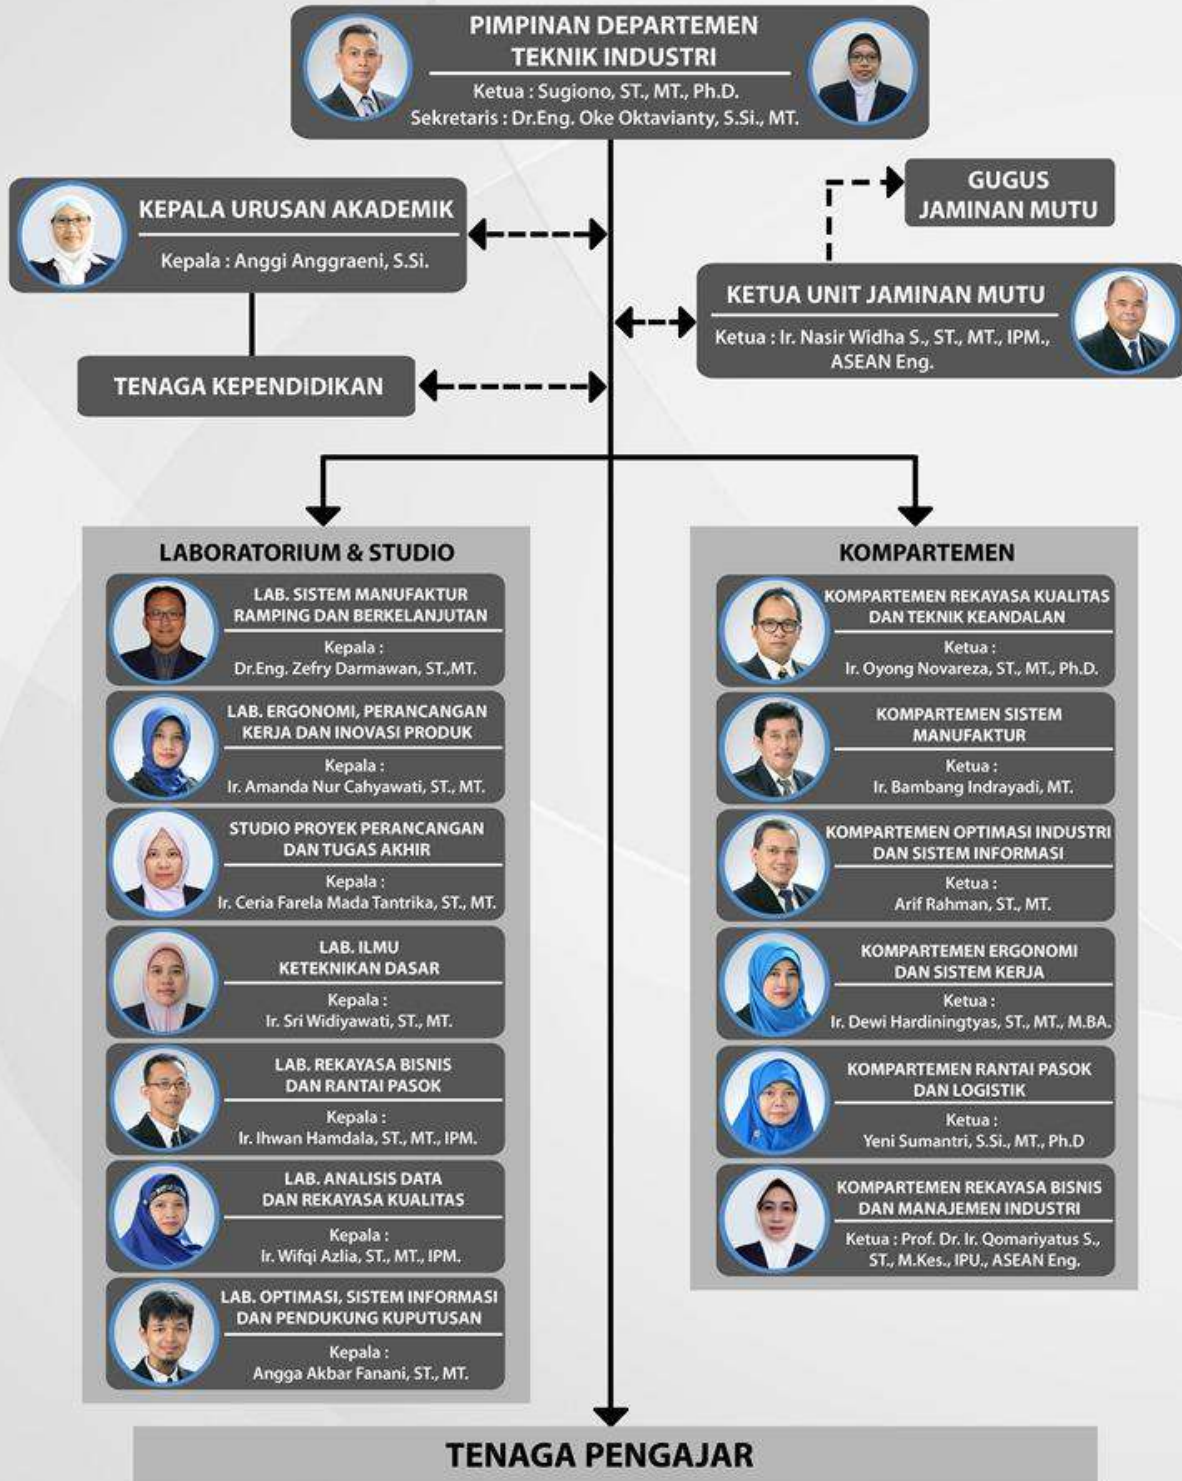 PIMPINAN DEPARTEMEN
TEKNIK INDUSTRI
Ketua : Sugiono, ST., MT., Ph.D.
Sekretaris : Dr.Eng. Oke Oktavianty, S.Si., MT.
KEPALA URUSAN AKADEMIK
Kepala : Anggi Anggraeni, S.Si.
TENAGA KEPENDIDIKAN
GUGUS
JAMINAN MUTU
KETUA UNIT JAMINAN MUTU
Ketua : Ir. Nasir Widha S., ST., MT., IPM.,
ASEAN Eng.
LABORATORIUM & STUDIO
LAB. SISTEM MANUFAKTUR
RAMPING DAN BERKELANJUTAN
Kepala :
Dr.Eng. Zefry Darmawan, ST.,MT.
LAB. ERGONOMI, PERANCANGAN
KERJA DAN INOVASI PRODUK
Kepala :
Ir. Amanda Nur Cahyawati, ST., MT.
STUDIO PROYEK PERANCANGAN
DAN TUGAS AKHIR
Kepala :
Ir. Ceria Farela Mada Tantrika, ST., MT.
LAB. ILMU
KETEKNIKAN DASAR
Kepala :
Ir. Sri Widiyawati, ST., MT.
LAB. REKAYASA BISNIS
DAN RANTAI PASOK
Kepala :
Ir. Ihwan Hamdala, ST., MT., IPM.
LAB. ANALISIS DATA
DAN REKAYASA KUALITAS
Kepala :
Ir. Wifqi Azlia, ST., MT., IPM.
LAB. OPTIMASI, SISTEM INFORMASI
DAN PENDUKUNG KUPUTUSAN
Kepala :
Angga Akbar Fanani, ST., MT.
KOMPARTEMEN
KOMPARTEMEN REKAYASA KUALITAS
DAN TEKNIK KEANDALAN
Ketua :
Ir. Oyong Novareza, ST., MT., Ph.D.
KOMPARTEMEN SISTEM
MANUFAKTUR
Ketua :
Ir. Bambang Indrayadi, MT.
KOMPARTEMEN OPTIMASI INDUSTRI
DAN SISTEM INFORMASI
Ketua :
Arif Rahman, ST., MT.
KOMPARTEMEN ERGONOMI
DAN SISTEM KERJA
Ketua :
Ir. Dewi Hardiningtyas, ST., MT., M.BA.
KOMPARTEMEN RANTAI PASOK
DAN LOGISTIK
Ketua :
Yeni Sumantri, S.Si., MT., Ph.D
KOMPARTEMEN REKAYASA BISNIS
DAN MANAJEMEN INDUSTRI
Ketua : Prof. Dr. Ir. Qomariyatus S.,
ST., M.Kes., IPU., ASEAN Eng.
TENAGA PENGAJAR